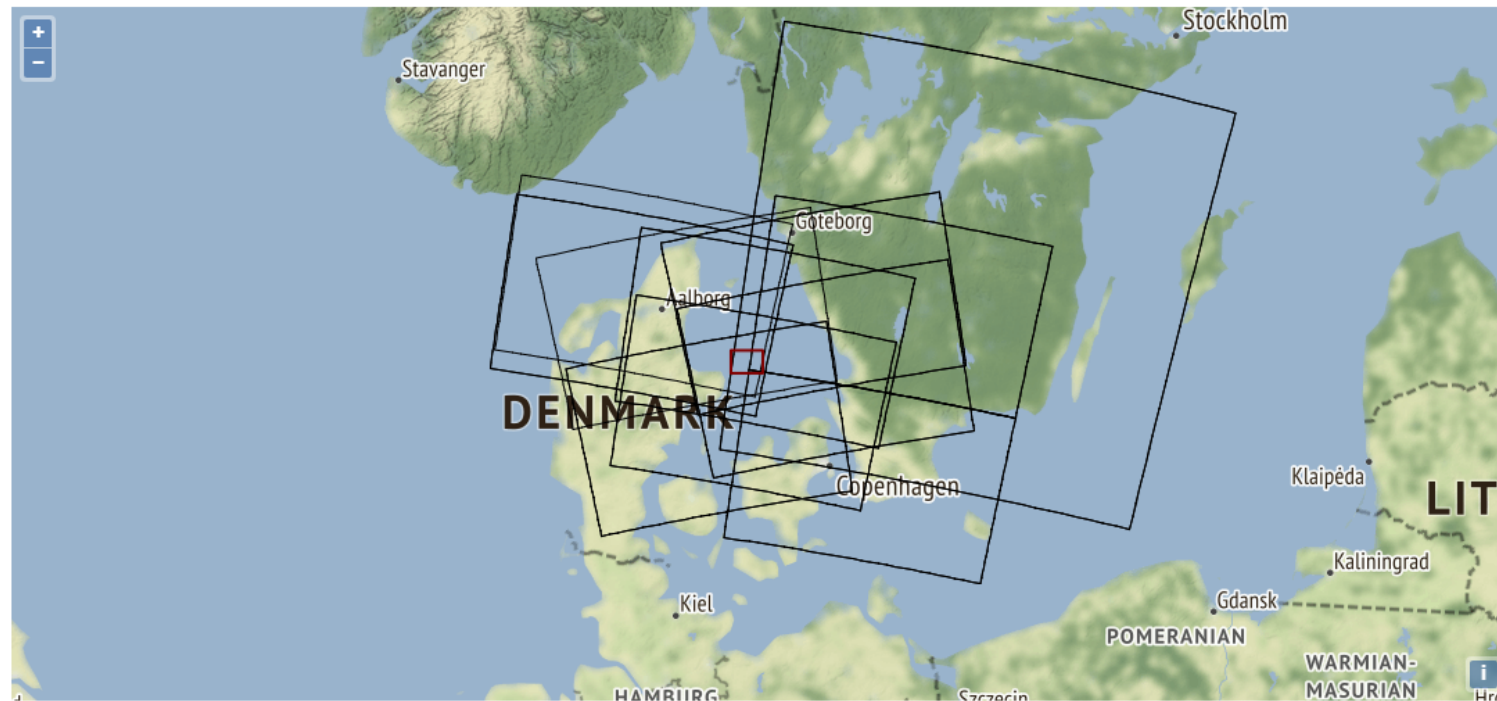 +
−
Stockholm
Stavanger
Göteborg
Aalborg
DENMARK
Copenhagen
Klaipėda
LIT
Kaliningrad
Kiel
Gdansk
POMERANIAN
WARMIAN-
MASURIAN
i
HAMBURG
Szczecin